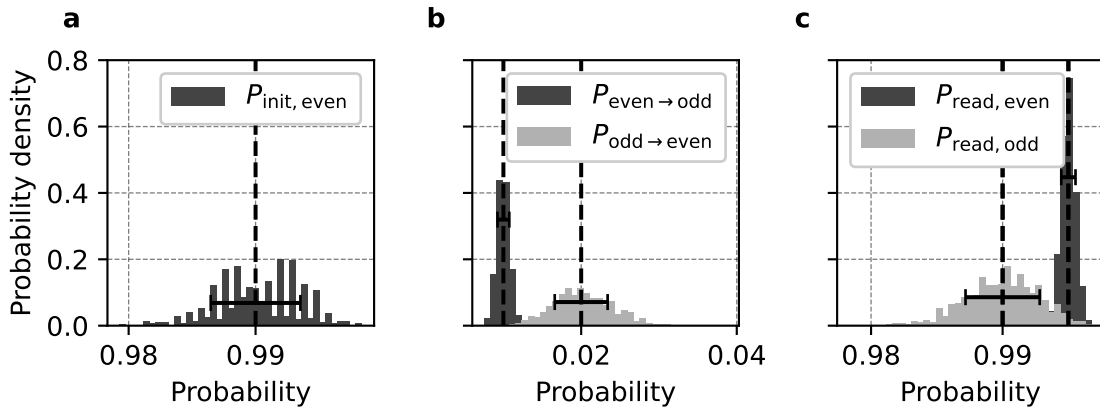 a
b
c
Probability density
0.8
0.6
0.4
0.2
0.0
P_init, even
P_even→odd
P_odd→even
P_read, even
P_read, odd
0.98 0.99
0.02 0.04
0.98 0.99
Probability
Probability
Probability